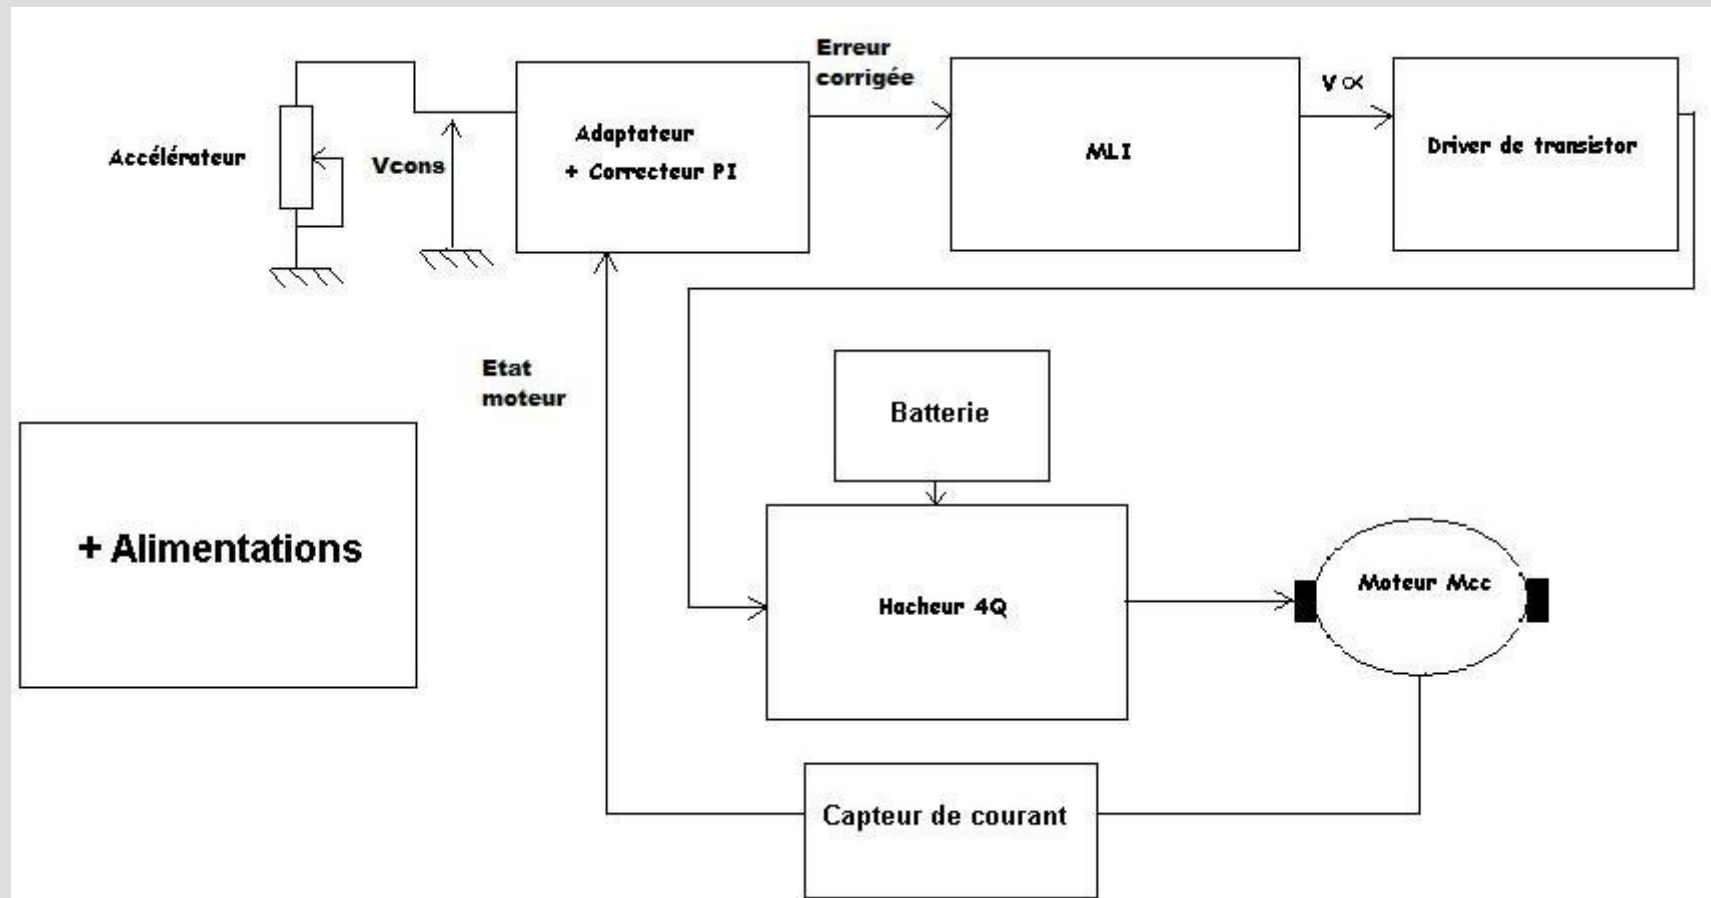 Erreur
corrigée
V∝
Accélérateur
Vcons
Adaptateur
+ Correcteur PI
MLI
Driver de transistor
Etat
moteur
Batterie
+ Alimentations
Hacheur 4Q
Moteur Mcc
Capteur de courant